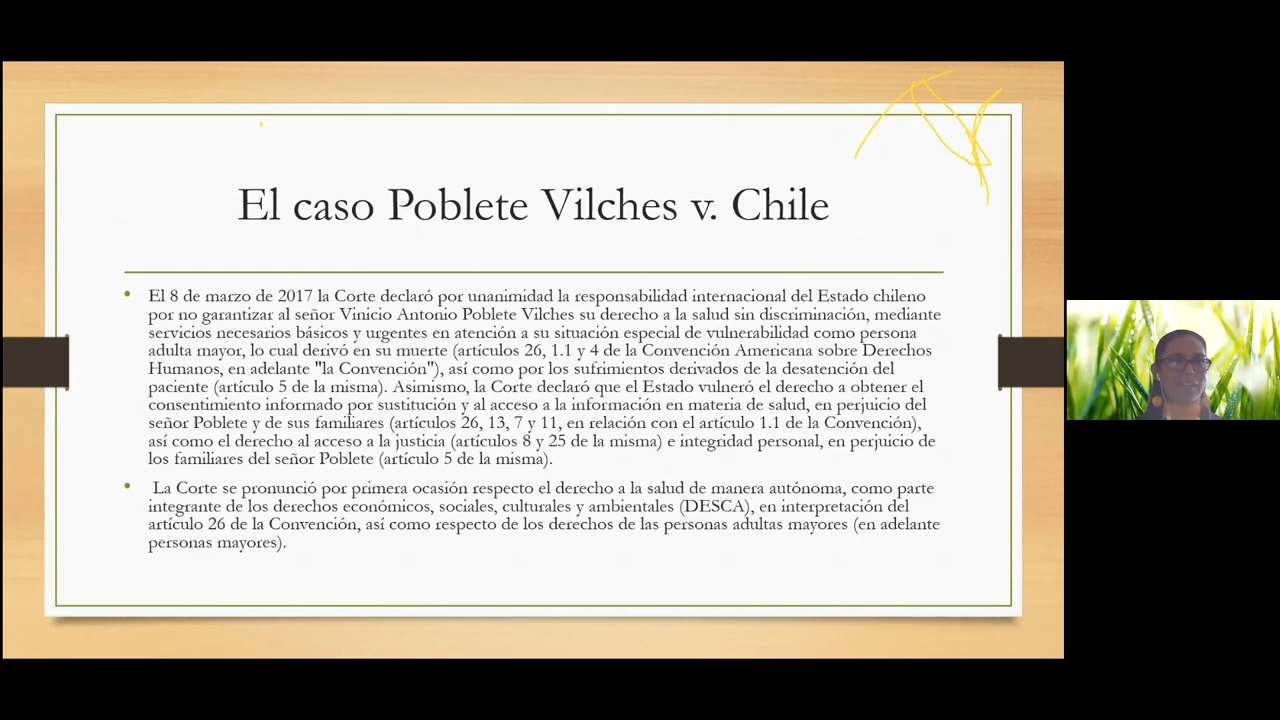 El caso Poblete Vilches v. Chile
• El 8 de marzo de 2017 la Corte declaró por unanimidad la responsabilidad internacional del Estado chileno
por no garantizar al señor Vinicio Antonio Poblete Vilches su derecho a la salud sin discriminación, mediante
servicios necesarios básicos y urgentes en atención a su situación especial de vulnerabilidad como persona
adulta mayor, lo cual derivó en su muerte (artículos 26, 1.1 y 4 de la Convención Americana sobre Derechos
Humanos, en adelante "la Convención"), así como por los sufrimientos derivados de la desatención del
paciente (artículo 5 de la misma). Asimismo, la Corte declaró que el Estado vulneró el derecho a obtener el
consentimiento informado por sustitución y al acceso a la información en materia de salud, en perjuicio del
señor Poblete y de sus familiares (artículos 26, 13, 7 y 11, en relación con el artículo 1.1 de la Convención),
así como el derecho al acceso a la justicia (artículos 8 y 25 de la misma) e integridad personal, en perjuicio de
los familiares del señor Poblete (artículo 5 de la misma).
• La Corte se pronunció por primera ocasión respecto el derecho a la salud de manera autónoma, como parte
integrante de los derechos económicos, sociales, culturales y ambientales (DESCA), en interpretación del
artículo 26 de la Convención, así como respecto de los derechos de las personas adultas mayores (en adelante
personas mayores).